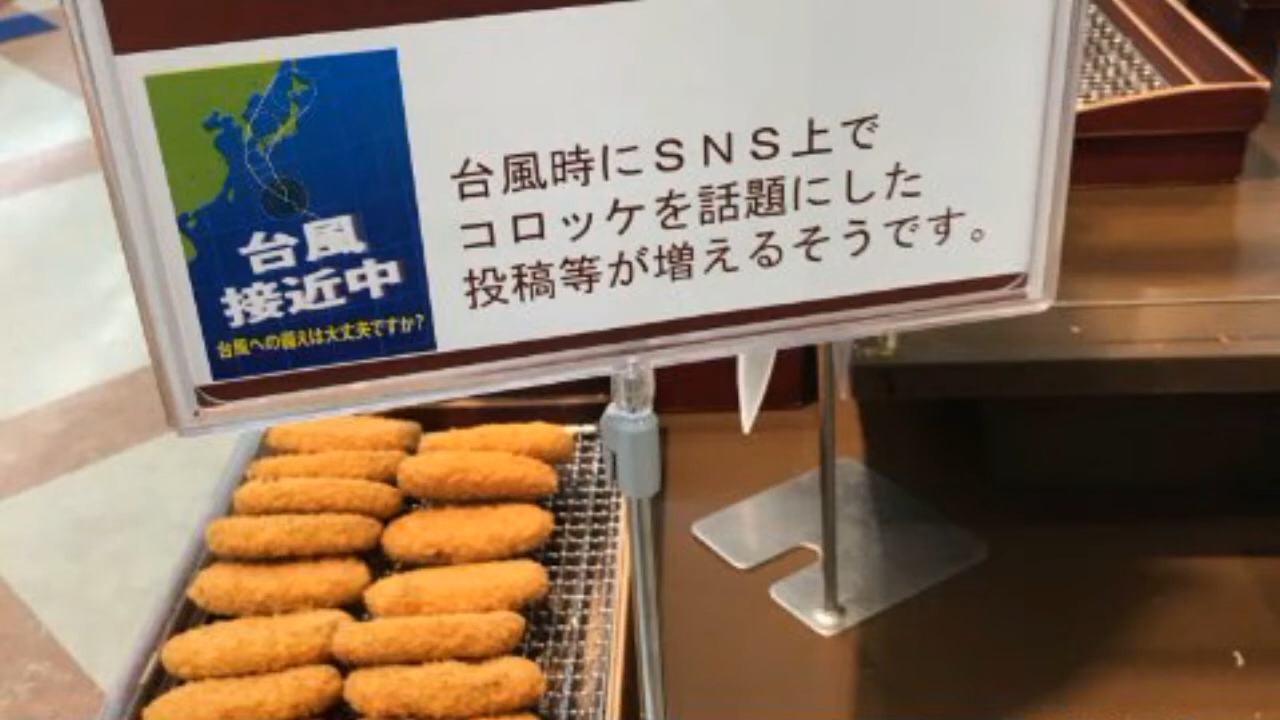 台風
接近中
台風への備えは大丈夫ですか?
台風時にSNS上で
コロッケを話題にした
投稿等が増えるそうです。